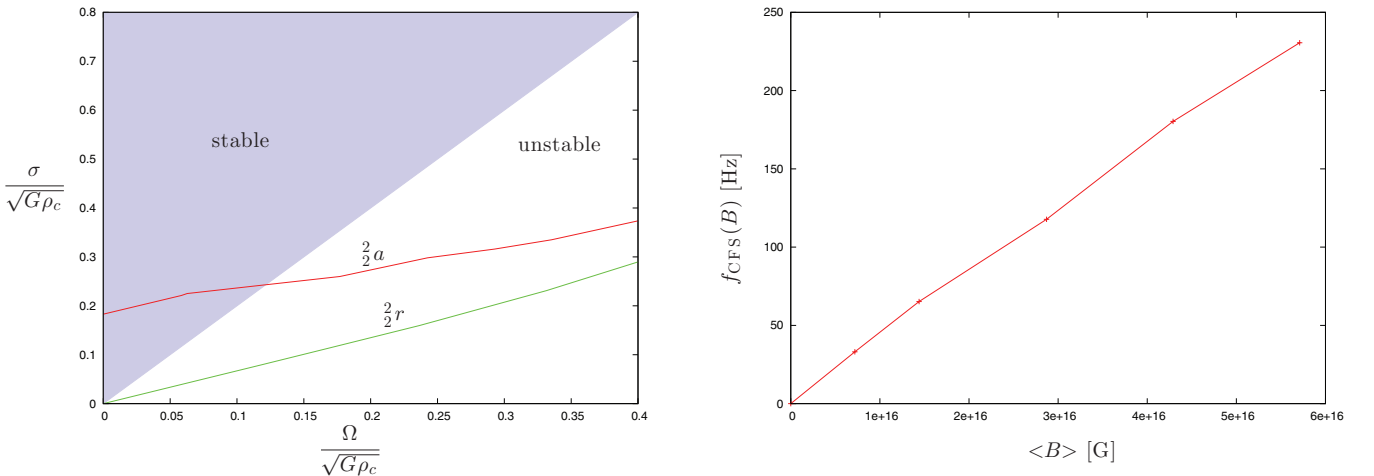 0.8
0.7
0.6
0.5
0.4
0.3
0.2
0.1
0
σ/√Gρc
stable
unstable
²₂a
²₂r
0 0.05 0.1 0.15 0.2 0.25 0.3 0.35 0.4
Ω/√Gρc
250
200
150
100
50
0
fCFS(B) [Hz]
0 1e+16 2e+16 3e+16 4e+16 5e+16 6e+16
<B> [G]